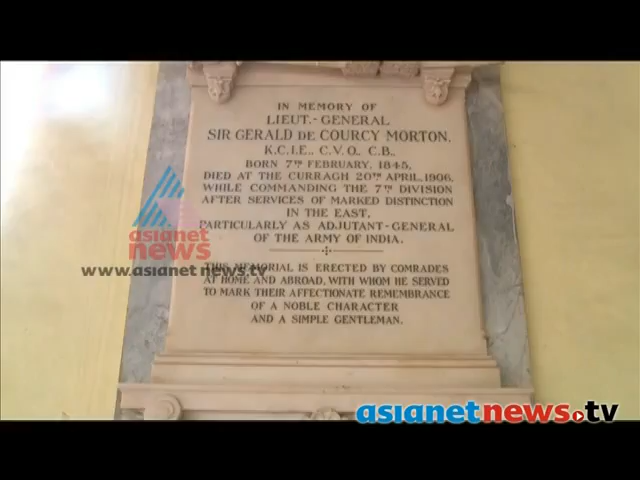 IN MEMORY OF
LIEUT.-GENERAL
SIR GERALD DE COURCY MORTON.
K.C.I.E., C.V.O., C.B.,
BORN 7TH FEBRUARY, 1845,
DIED AT THE CURRAGH 20TH APRIL, 1906,
WHILE COMMANDING THE 7TH DIVISION
AFTER SERVICES OF MARKED DISTINCTION
IN THE EAST,
PARTICULARLY AS ADJUTANT-GENERAL
OF THE ARMY OF INDIA.
THIS MEMORIAL IS ERECTED BY COMRADES
AT HOME AND ABROAD, WITH WHOM HE SERVED
TO MARK THEIR AFFECTIONATE REMEMBRANCE
OF A NOBLE CHARACTER
AND A SIMPLE GENTLEMAN.
asianet
news
www.asianetnews.tv
asianetnews.tv